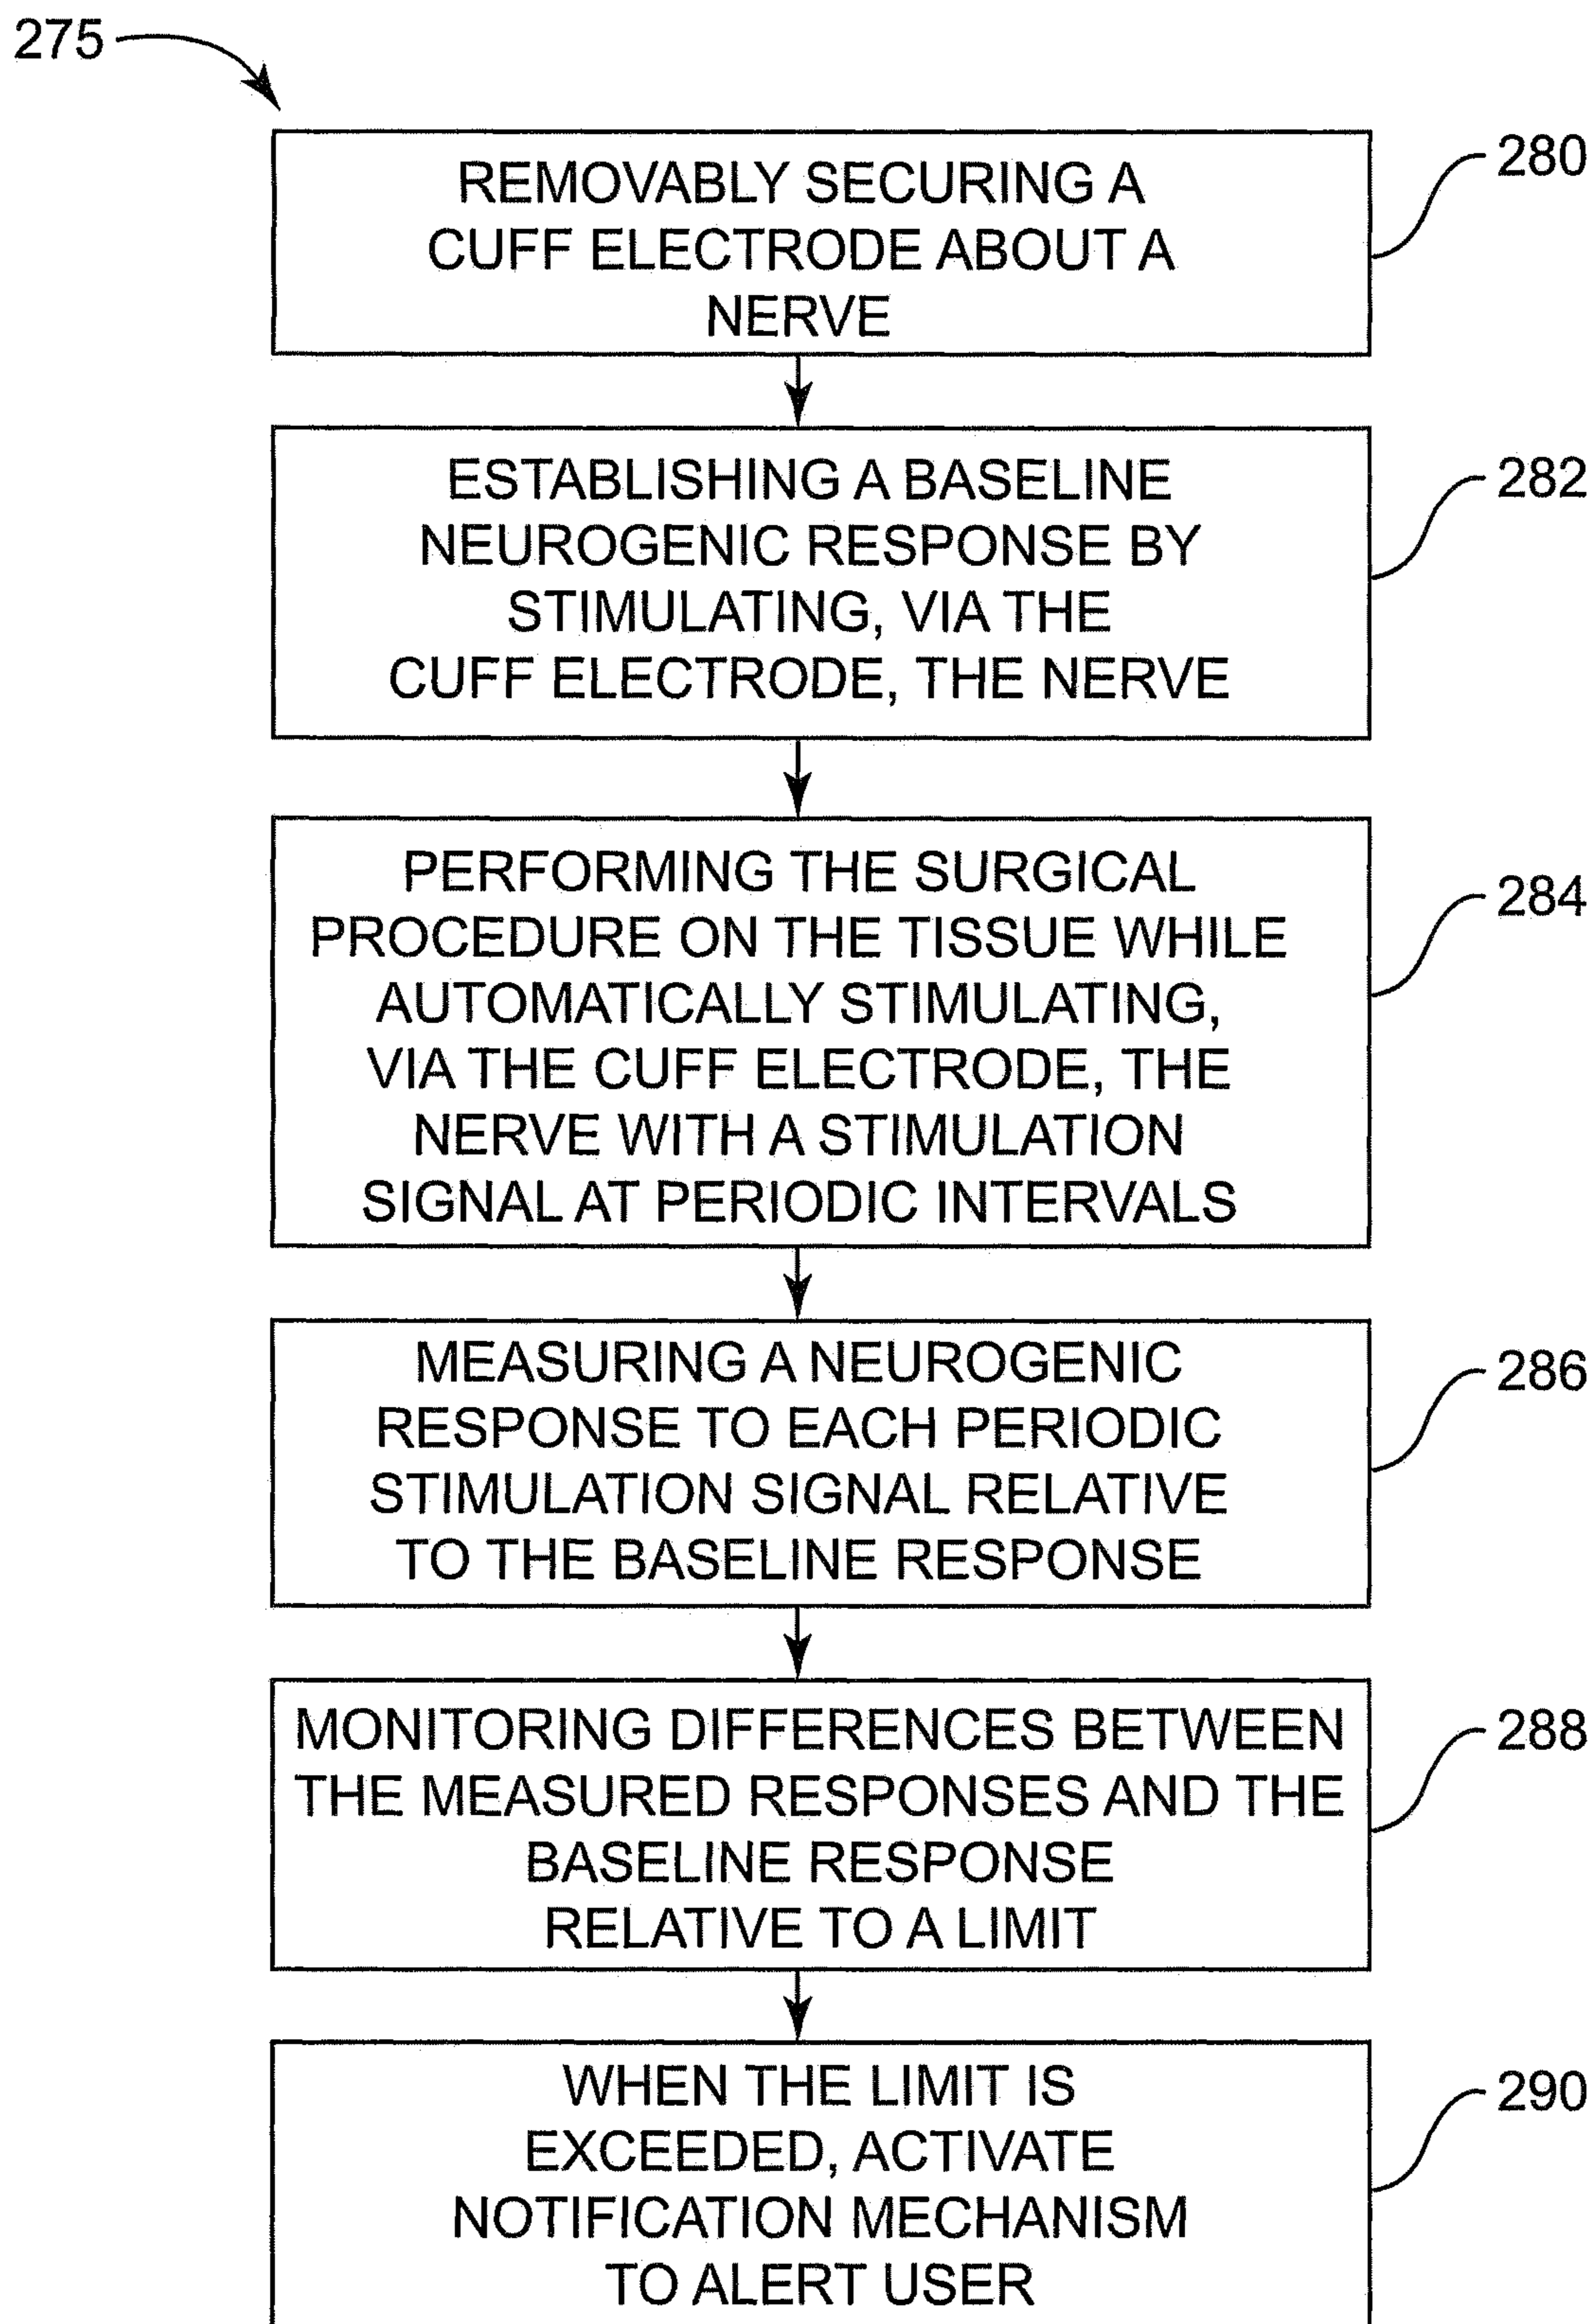 275
REMOVABLY SECURING A
CUFF ELECTRODE ABOUT A
NERVE
280
ESTABLISHING A BASELINE
NEUROGENIC RESPONSE BY
STIMULATING, VIA THE
CUFF ELECTRODE, THE NERVE
282
PERFORMING THE SURGICAL
PROCEDURE ON THE TISSUE WHILE
AUTOMATICALLY STIMULATING,
VIA THE CUFF ELECTRODE, THE
NERVE WITH A STIMULATION
SIGNAL AT PERIODIC INTERVALS
284
MEASURING A NEUROGENIC
RESPONSE TO EACH PERIODIC
STIMULATION SIGNAL RELATIVE
TO THE BASELINE RESPONSE
286
MONITORING DIFFERENCES BETWEEN
THE MEASURED RESPONSES AND THE
BASELINE RESPONSE
RELATIVE TO A LIMIT
288
WHEN THE LIMIT IS
EXCEEDED, ACTIVATE
NOTIFICATION MECHANISM
TO ALERT USER
290